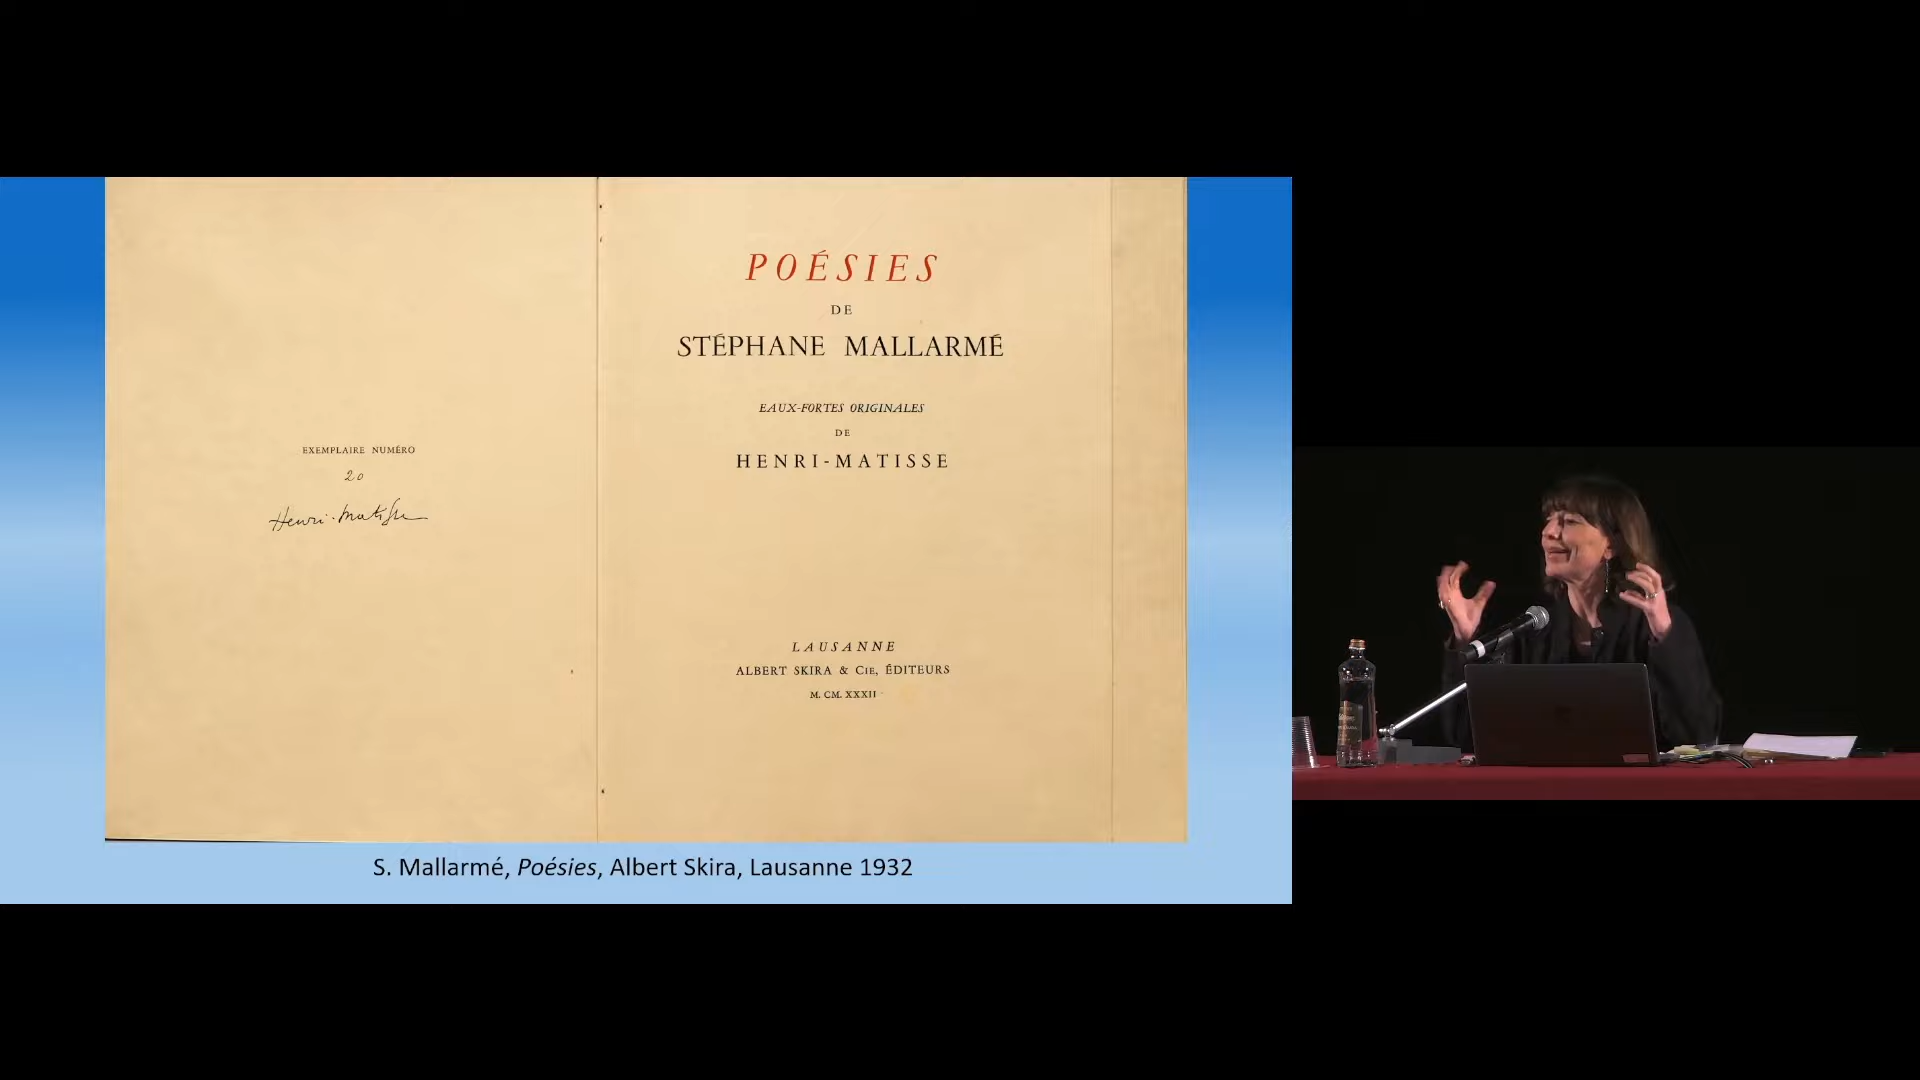 EXEMPLAIRE NUMÉRO
20
Henri-Matisse
POÉSIES
DE
STÉPHANE MALLARMÉ
EAUX-FORTES ORIGINALES
DE
HENRI-MATISSE
LAUSANNE
ALBERT SKIRA & CIE, ÉDITEURS
M. CM. XXXII
S. Mallarmé, Poésies, Albert Skira, Lausanne 1932